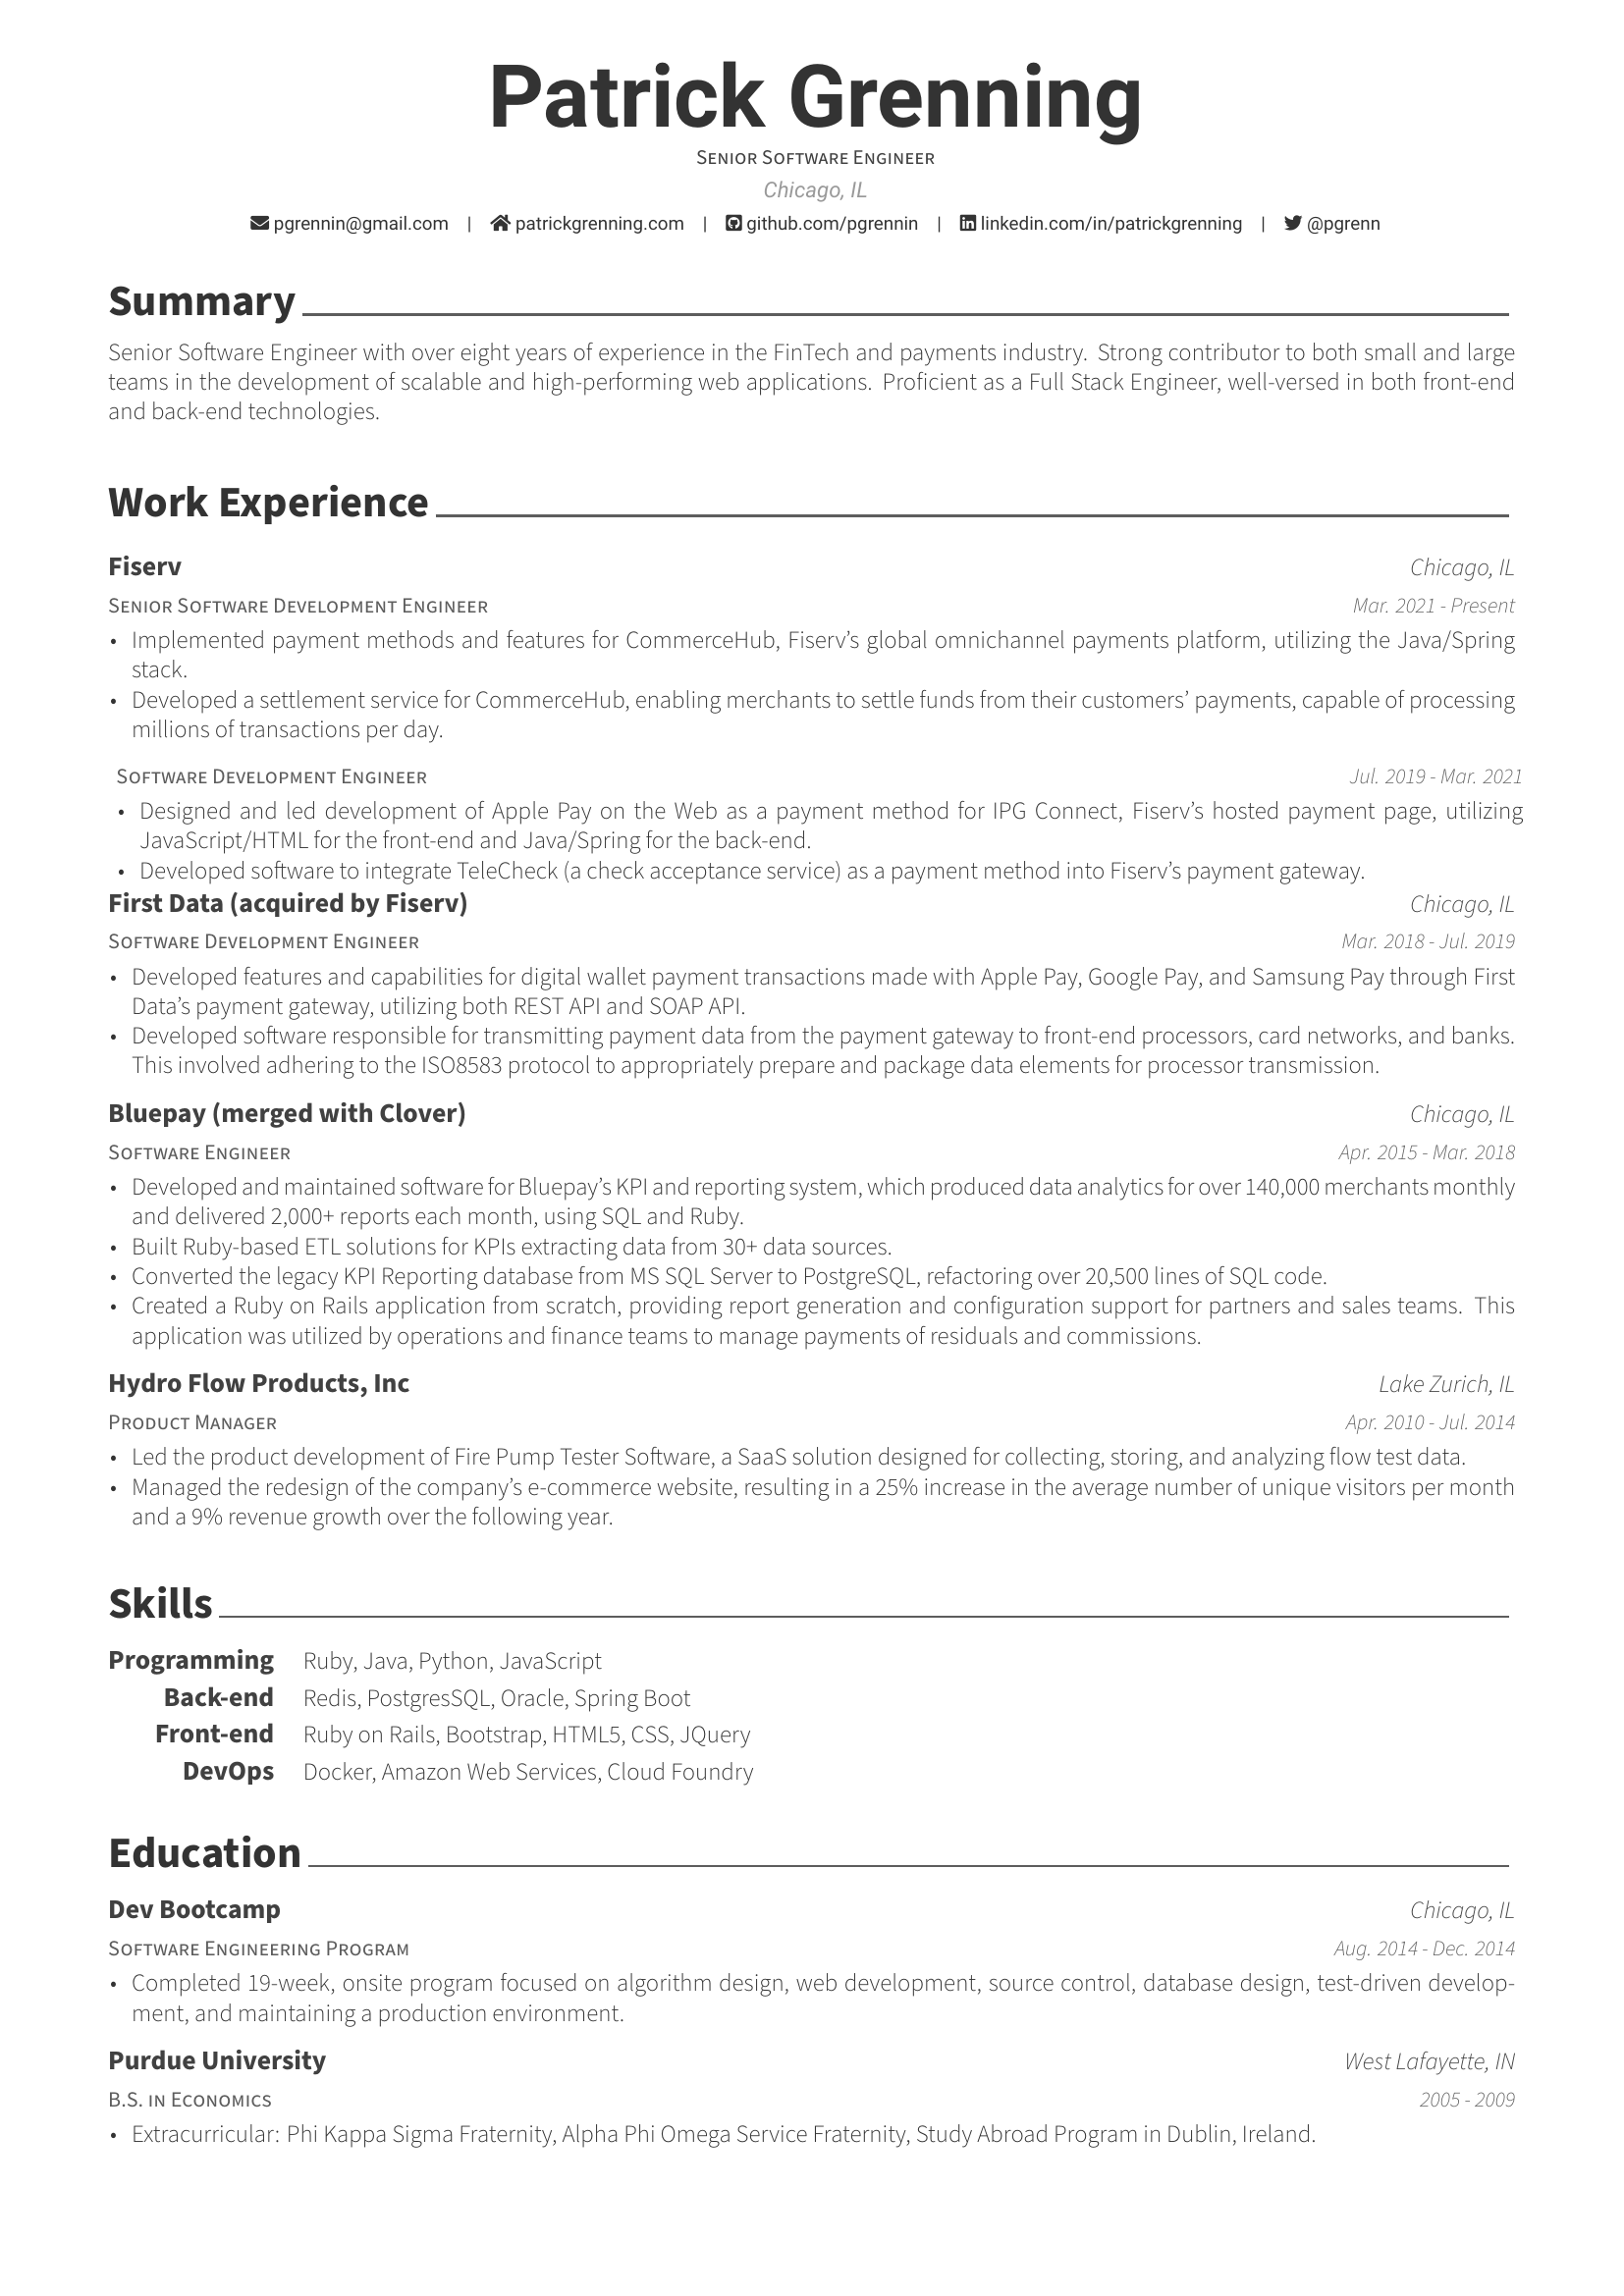 Patrick Grenning
Senior Software Engineer
Chicago, IL
pgrennin@gmail.com | patrickgrenning.com | github.com/pgrennin | linkedin.com/in/patrickgrenning | @pgrenn
Summary
Senior Software Engineer with over eight years of experience in the FinTech and payments industry. Strong contributor to both small and large
teams in the development of scalable and high-performing web applications. Proficient as a Full Stack Engineer, well-versed in both front-end
and back-end technologies.
Work Experience
Fiserv Chicago, IL
Senior Software Development Engineer Mar. 2021 - Present
• Implemented payment methods and features for CommerceHub, Fiserv’s global omnichannel payments platform, utilizing the Java/Spring
stack.
• Developed a settlement service for CommerceHub, enabling merchants to settle funds from their customers’ payments, capable of processing
millions of transactions per day.
Software Development Engineer Jul. 2019 - Mar. 2021
• Designed and led development of Apple Pay on the Web as a payment method for IPG Connect, Fiserv’s hosted payment page, utilizing
JavaScript/HTML for the front-end and Java/Spring for the back-end.
• Developed software to integrate TeleCheck (a check acceptance service) as a payment method into Fiserv’s payment gateway.
First Data (acquired by Fiserv) Chicago, IL
Software Development Engineer Mar. 2018 - Jul. 2019
• Developed features and capabilities for digital wallet payment transactions made with Apple Pay, Google Pay, and Samsung Pay through First
Data’s payment gateway, utilizing both REST API and SOAP API.
• Developed software responsible for transmitting payment data from the payment gateway to front-end processors, card networks, and banks.
This involved adhering to the ISO8583 protocol to appropriately prepare and package data elements for processor transmission.
Bluepay (merged with Clover) Chicago, IL
Software Engineer Apr. 2015 - Mar. 2018
• Developed and maintained software for Bluepay’s KPI and reporting system, which produced data analytics for over 140,000 merchants monthly
and delivered 2,000+ reports each month, using SQL and Ruby.
• Built Ruby-based ETL solutions for KPIs extracting data from 30+ data sources.
• Converted the legacy KPI Reporting database from MS SQL Server to PostgreSQL, refactoring over 20,500 lines of SQL code.
• Created a Ruby on Rails application from scratch, providing report generation and configuration support for partners and sales teams. This
application was utilized by operations and finance teams to manage payments of residuals and commissions.
Hydro Flow Products, Inc Lake Zurich, IL
Product Manager Apr. 2010 - Jul. 2014
• Led the product development of Fire Pump Tester Software, a SaaS solution designed for collecting, storing, and analyzing flow test data.
• Managed the redesign of the company’s e-commerce website, resulting in a 25% increase in the average number of unique visitors per month
and a 9% revenue growth over the following year.
Skills
Programming Ruby, Java, Python, JavaScript
Back-end Redis, PostgresSQL, Oracle, Spring Boot
Front-end Ruby on Rails, Bootstrap, HTML5, CSS, JQuery
DevOps Docker, Amazon Web Services, Cloud Foundry
Education
Dev Bootcamp Chicago, IL
Software Engineering Program Aug. 2014 - Dec. 2014
• Completed 19-week, onsite program focused on algorithm design, web development, source control, database design, test-driven develop-
ment, and maintaining a production environment.
Purdue University West Lafayette, IN
B.S. in Economics 2005 - 2009
• Extracurricular: Phi Kappa Sigma Fraternity, Alpha Phi Omega Service Fraternity, Study Abroad Program in Dublin, Ireland.